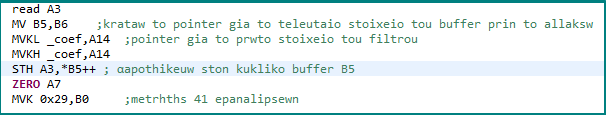 read A3
MV B5,B6 ;krataw to pointer gia to teleutaio stoixeio tou buffer prin to allaksw
MVKL _coef,A14 ;pointer gia to prwto stoixeio tou filtrou
MVKH _coef,A14
STH A3,*B5++ ; αapothikeuw ston kukliko buffer B5
ZERO A7
MVK 0x29,B0 ;metrhths 41 epanalipsewn